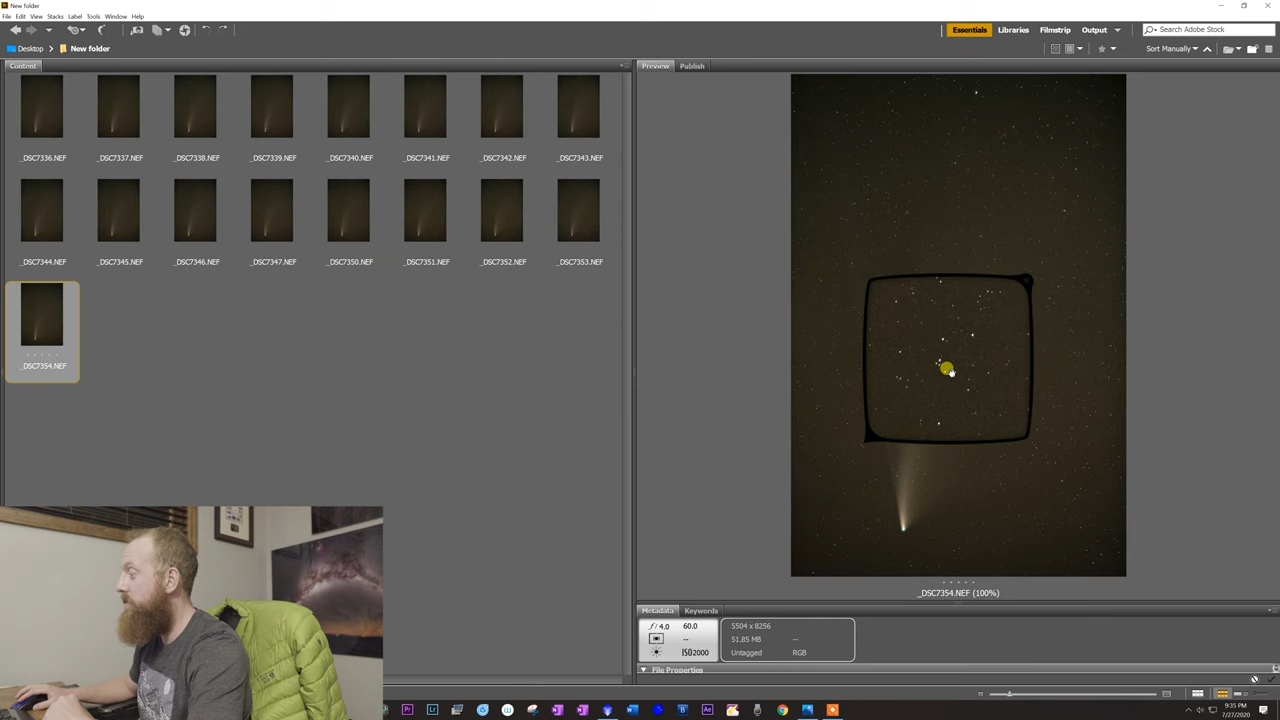 New folder
File Edit View Stacks Label Tools Window Help
Essentials Libraries Filmstrip Output Search Adobe Stock
Desktop New folder Sort Manually
Content Preview Publish
_DSC7336.NEF _DSC7337.NEF _DSC7338.NEF _DSC7339.NEF _DSC7340.NEF _DSC7341.NEF _DSC7342.NEF _DSC7343.NEF
_DSC7344.NEF _DSC7345.NEF _DSC7346.NEF _DSC7347.NEF _DSC7350.NEF _DSC7351.NEF _DSC7352.NEF _DSC7353.NEF
_DSC7354.NEF
_DSC7354.NEF (100%)
Metadata Keywords
f/4.0 60.0
--
ISO2000
5504 x 8256
51.85 MB --
Untagged RGB
File Properties
9:35 PM
7/27/2020